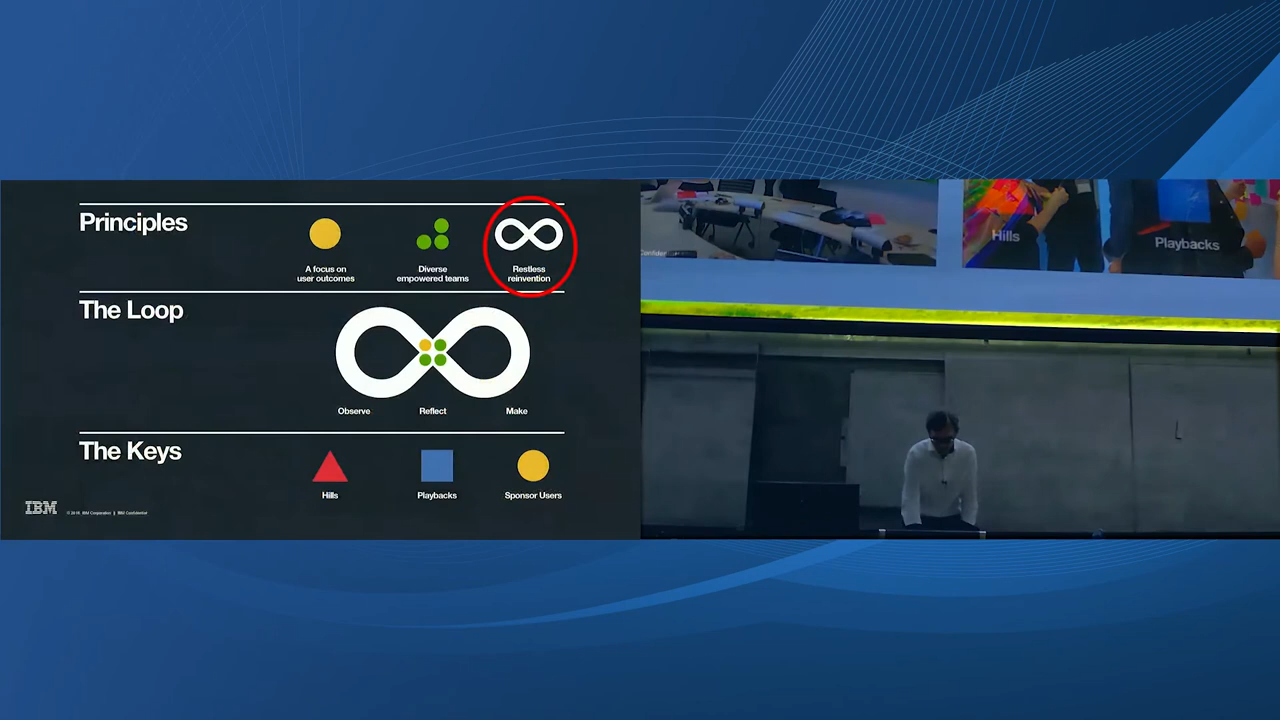 Principles
A focus on
user outcomes
Diverse
empowered teams
Restless
reinvention
The Loop
Observe
Reflect
Make
The Keys
Hills
Playbacks
Sponsor Users
IBM
Hills
Playbacks